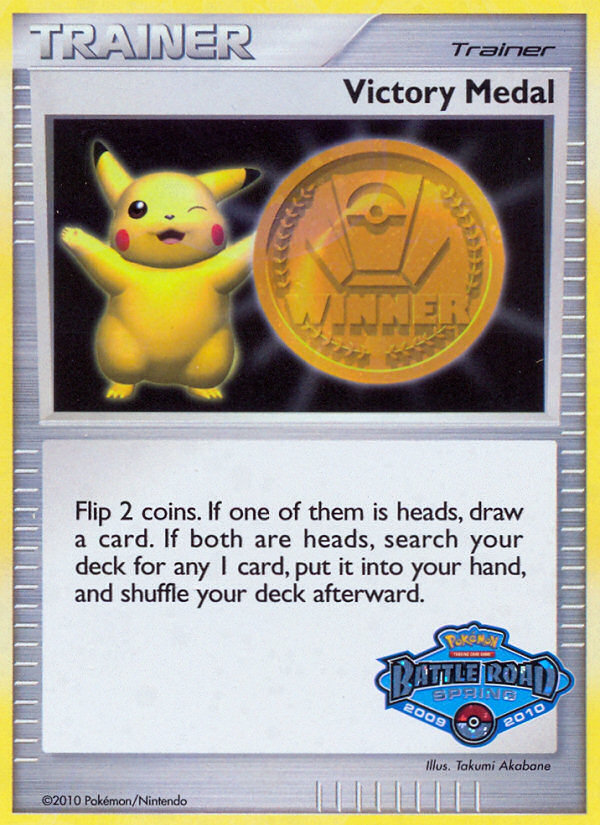 TRAINER
Trainer
Victory Medal
WINNER
Flip 2 coins. If one of them is heads, draw
a card. If both are heads, search your
deck for any 1 card, put it into your hand,
and shuffle your deck afterward.
POKéMON
TRADING CARD GAME
BATTLE ROAD
SPRING
2009 2010
Illus. Takumi Akabane
©2010 Pokémon/Nintendo